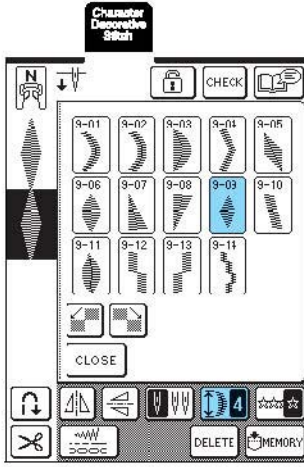 Character
Decorative
Stitch
N
CHECK
9-01 9-02 9-03 9-04 9-05
9-06 9-07 9-08 9-09 9-10
9-11 9-12 9-13 9-14
CLOSE
4
DELETE MEMORY